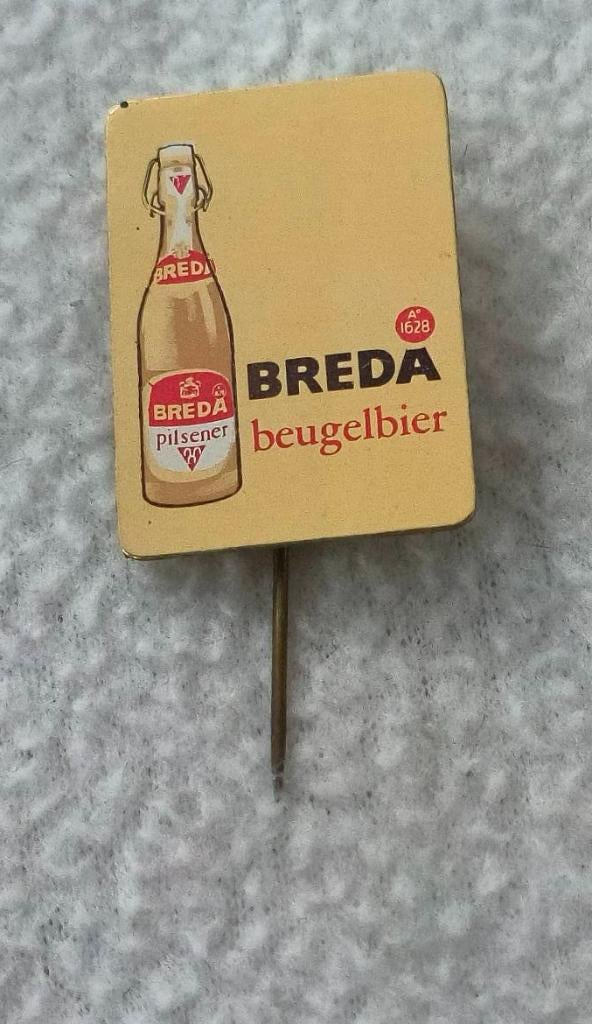 BREDA
BREDA
pilsener
A° 1628
BREDA
beugelbier